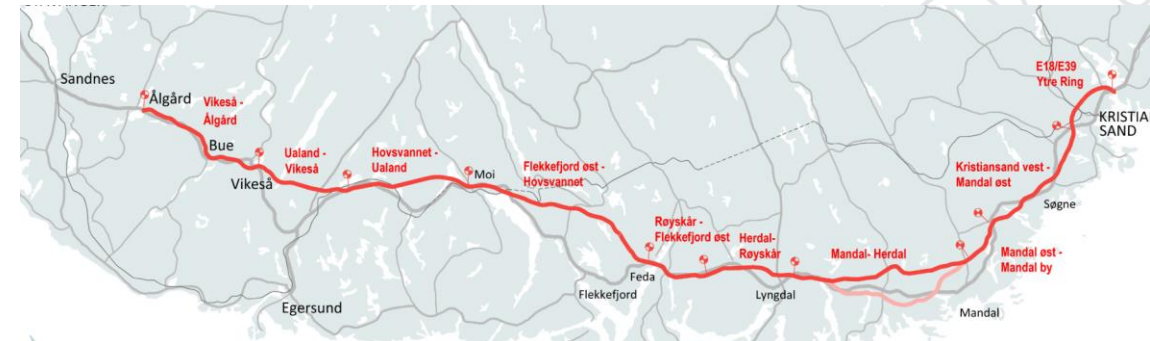 Sandnes
Ålgård
Vikeså -
Ålgård
Bue
Vikeså
Ualand -
Vikeså
Hovsvannet -
Ualand
Moi
Egersund
Flekkefjord øst -
Hovsvannet
Røyskår -
Flekkefjord øst
Feda
Flekkefjord
Herdal-
Røyskår
Lyngdal
Mandal- Herdal
Mandal
Mandal øst -
Mandal by
Kristiansand vest -
Mandal øst
Søgne
E18/E39
Ytre Ring
KRISTIAN
SAND